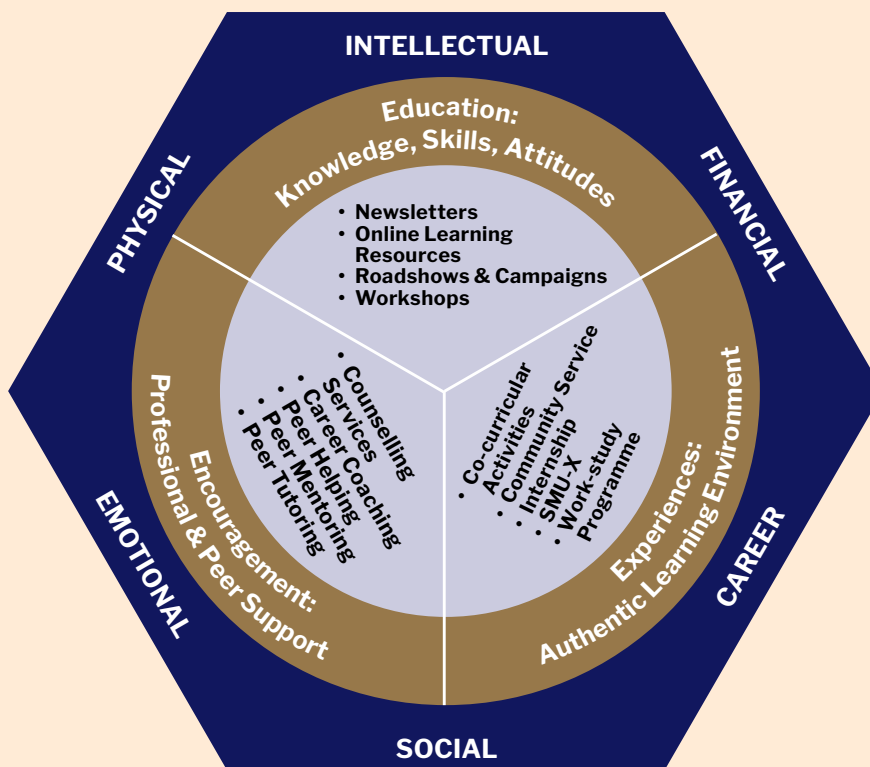 INTELLECTUAL
PHYSICAL
FINANCIAL
Education:
Knowledge, Skills, Attitudes
• Newsletters
• Online Learning
Resources
• Roadshows & Campaigns
• Workshops
• Counselling
Services
• Career Coaching
• Peer Helping
• Peer Mentoring
• Peer Tutoring
Encouragement:
Professional & Peer Support
• Co-curricular
Activities
• Community Service
• Internship
• SMU-X
• Work-study
Programme
Experiences:
Authentic Learning Environment
EMOTIONAL
CAREER
SOCIAL